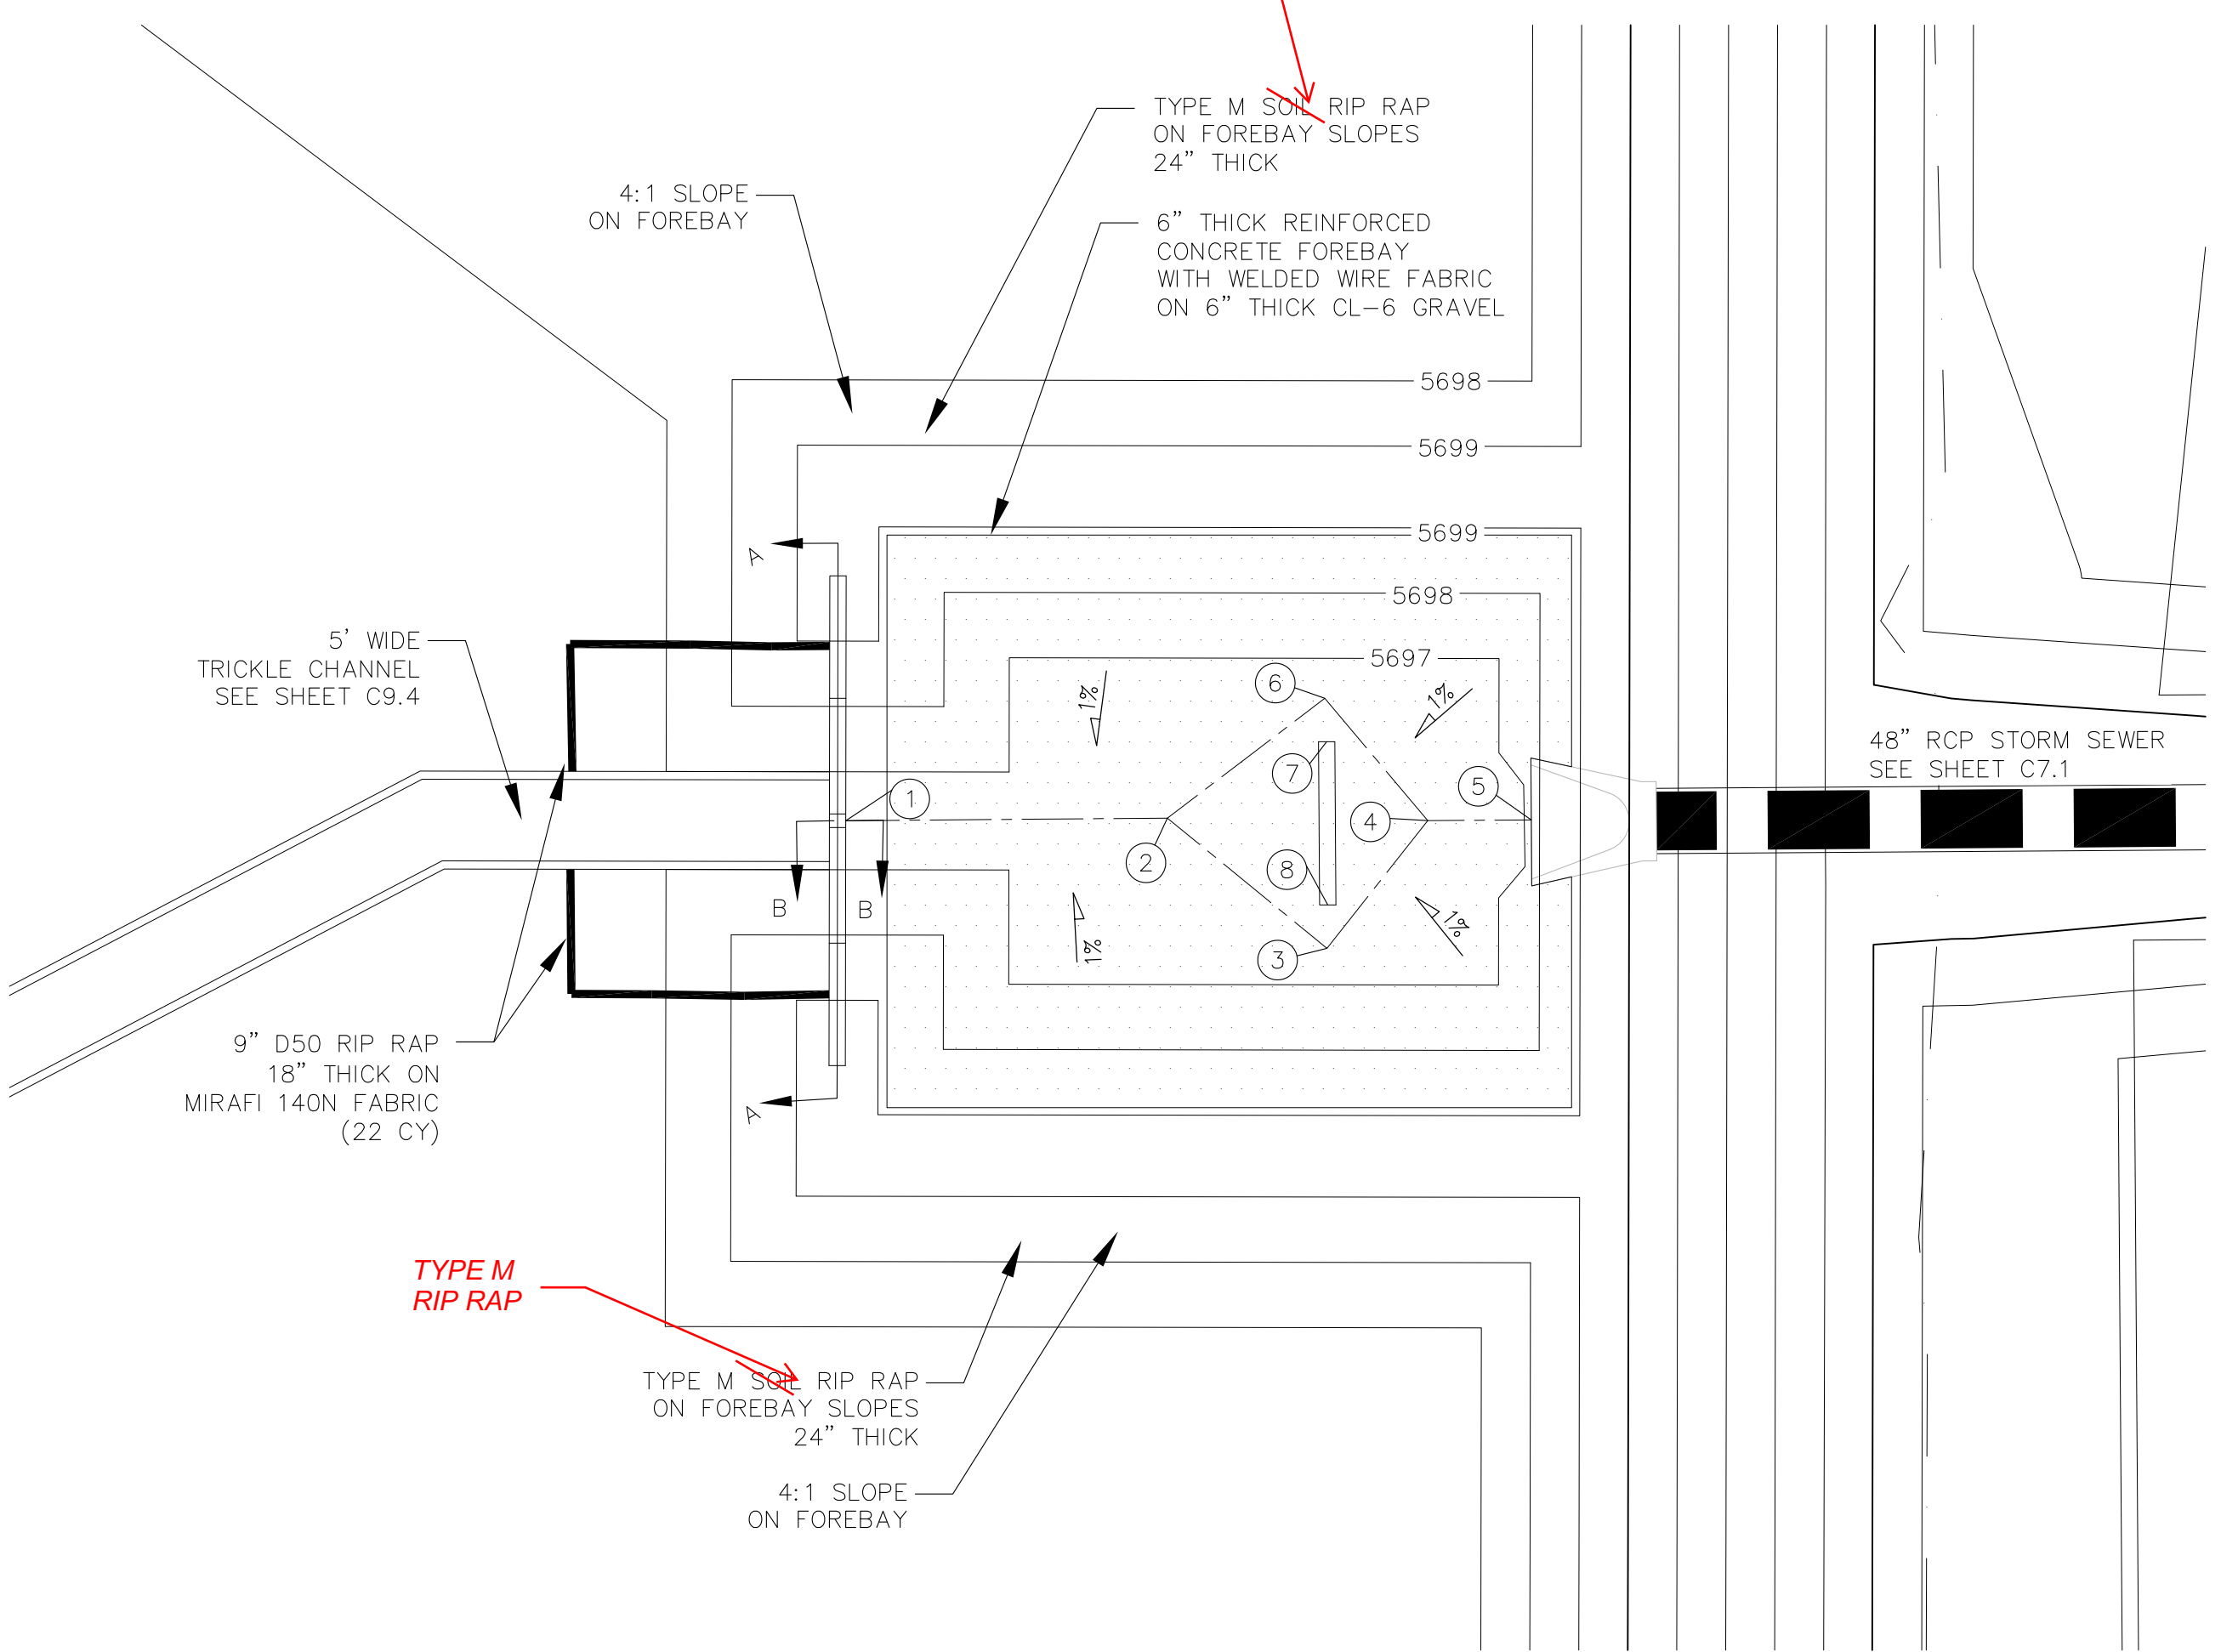 TYPE M SOIL RIP RAP
ON FOREBAY SLOPES
24” THICK
4:1 SLOPE
ON FOREBAY
6” THICK REINFORCED
CONCRETE FOREBAY
WITH WELDED WIRE FABRIC
ON 6” THICK CL–6 GRAVEL
5698
5699
5699
5698
5697
A
5’ WIDE
TRICKLE CHANNEL
SEE SHEET C9.4
1%
6
1%
48” RCP STORM SEWER
SEE SHEET C7.1
7
5
1
4
2
8
B
B
1%
1%
3
9” D50 RIP RAP
18” THICK ON
MIRAFI 140N FABRIC
(22 CY)
A
TYPE M
RIP RAP
TYPE M SOIL RIP RAP
ON FOREBAY SLOPES
24” THICK
4:1 SLOPE
ON FOREBAY